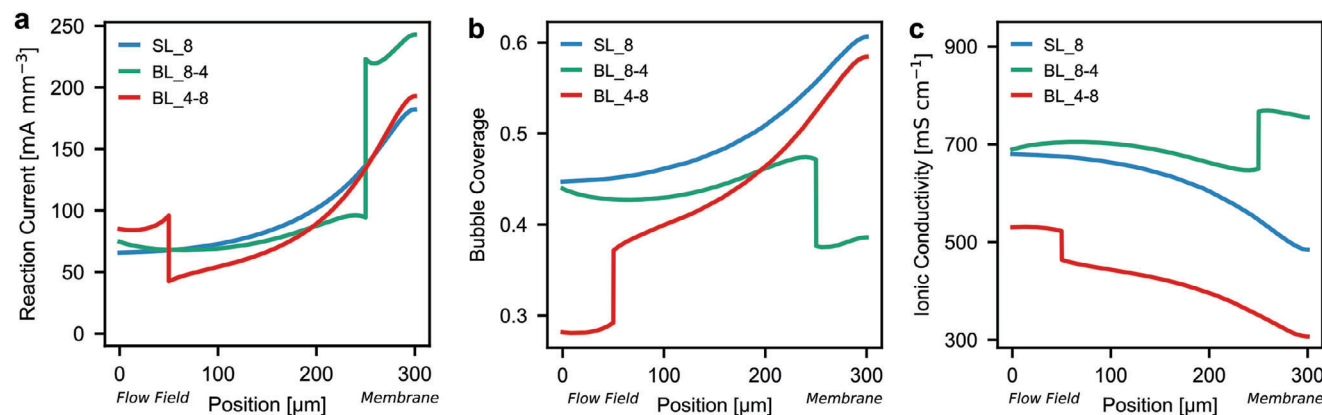 a
Reaction Current [mA mm⁻³]
250
200
150
100
50
0
SL_8
BL_8-4
BL_4-8
0
100
200
300
Flow Field
Position [µm]
Membrane
b
Bubble Coverage
0.6
0.5
0.4
0.3
SL_8
BL_8-4
BL_4-8
0
100
200
300
Flow Field
Position [µm]
Membrane
c
Ionic Conductivity [mS cm⁻¹]
900
700
500
300
SL_8
BL_8-4
BL_4-8
0
100
200
300
Flow Field
Position [µm]
Membrane